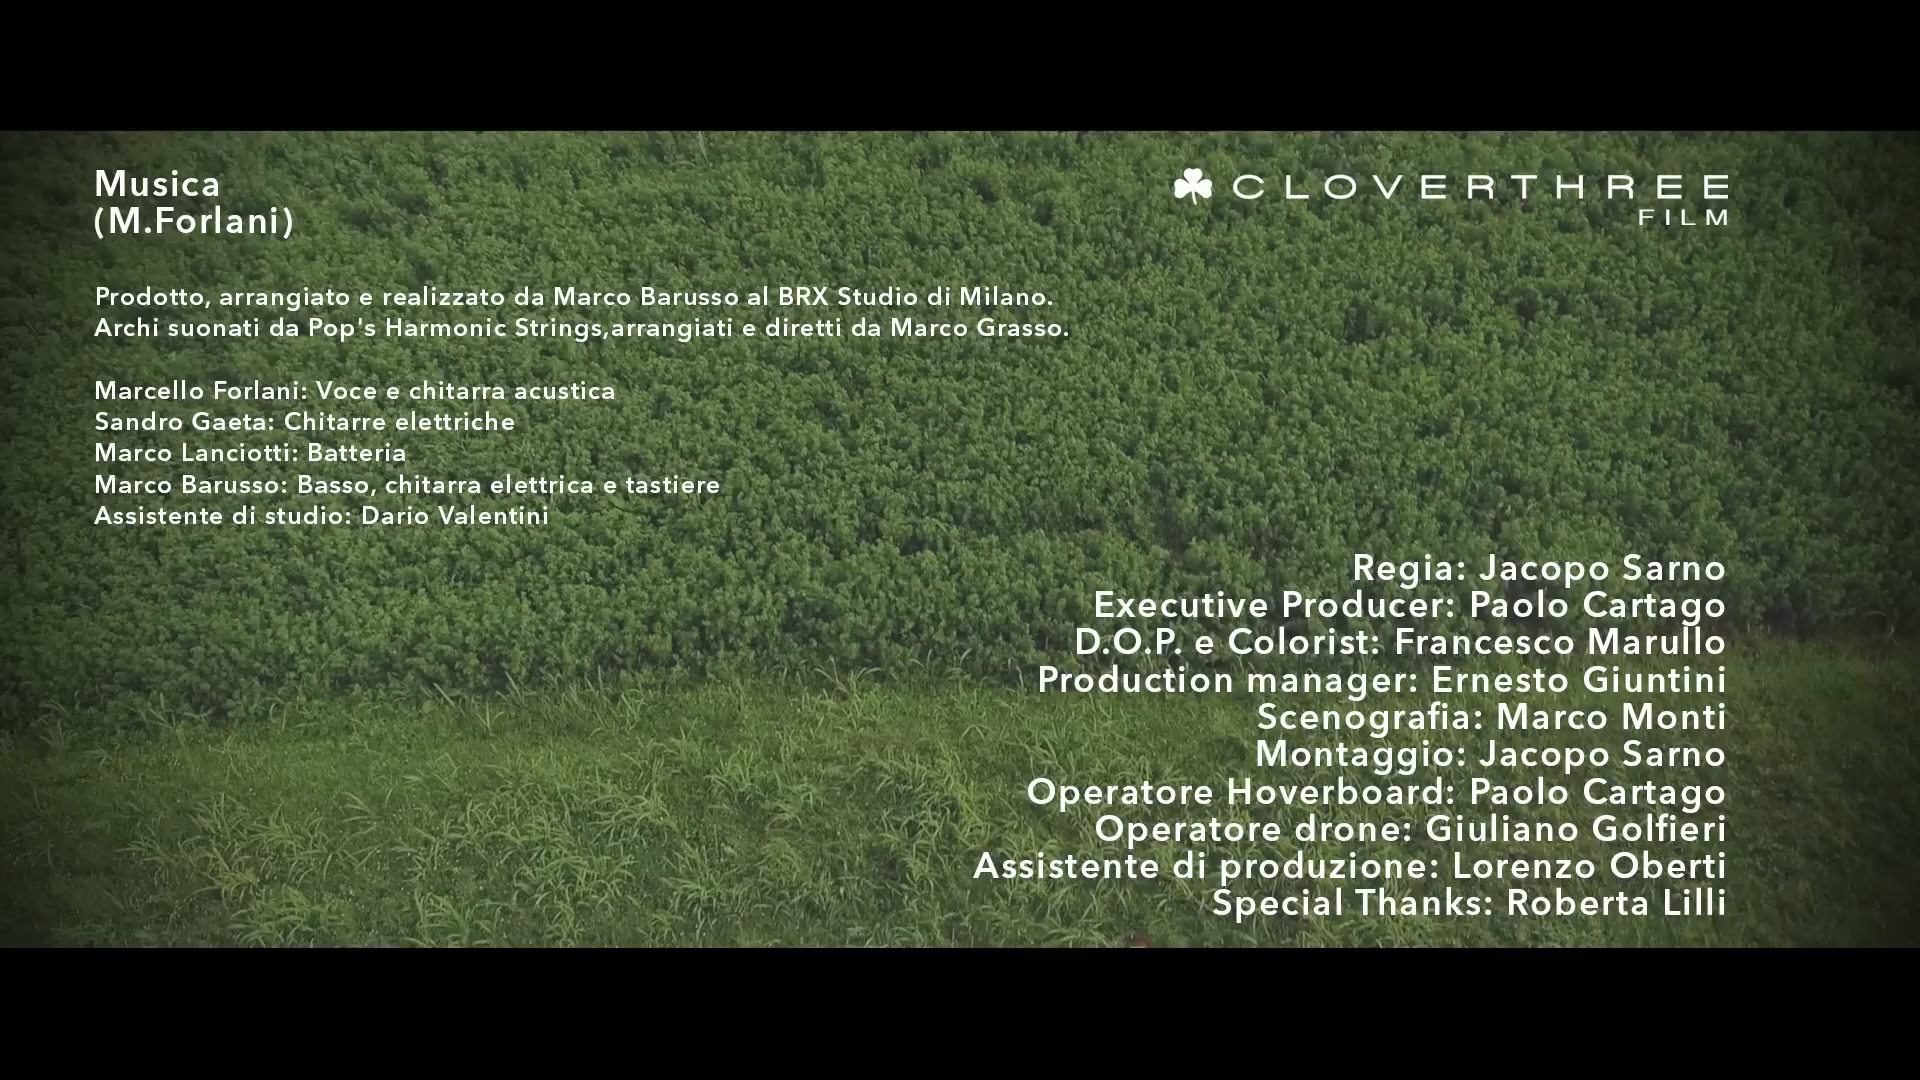 Musica
(M.Forlani)
Prodotto, arrangiato e realizzato da Marco Barusso al BRX Studio di Milano.
Archi suonati da Pop's Harmonic Strings,arrangiati e diretti da Marco Grasso.
Marcello Forlani: Voce e chitarra acustica
Sandro Gaeta: Chitarre elettriche
Marco Lanciotti: Batteria
Marco Barusso: Basso, chitarra elettrica e tastiere
Assistente di studio: Dario Valentini
CLOVERTHREE
FILM
Regia: Jacopo Sarno
Executive Producer: Paolo Cartago
D.O.P. e Colorist: Francesco Marullo
Production manager: Ernesto Giuntini
Scenografia: Marco Monti
Montaggio: Jacopo Sarno
Operatore Hoverboard: Paolo Cartago
Operatore drone: Giuliano Golfieri
Assistente di produzione: Lorenzo Oberti
Special Thanks: Roberta Lilli